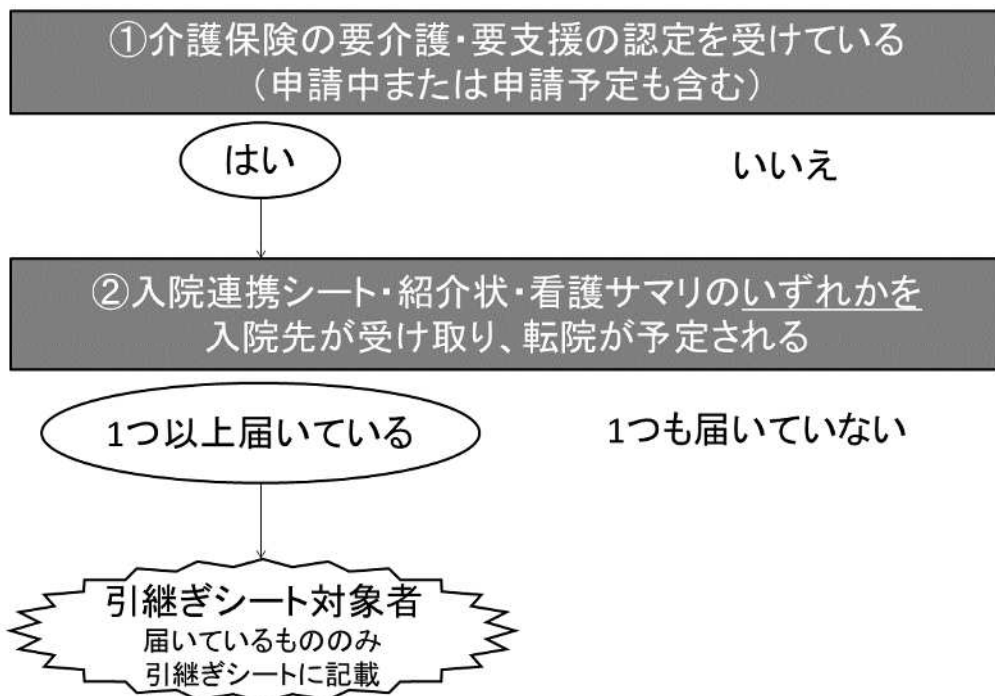 ①介護保険の要介護・要支援の認定を受けている
（申請中または申請予定も含む）
はい
いいえ
②入院連携シート・紹介状・看護サマリのいずれかを
入院先が受け取り、転院が予定される
1つ以上届いている
1つも届いていない
引継ぎシート対象者
届いているもののみ
引継ぎシートに記載